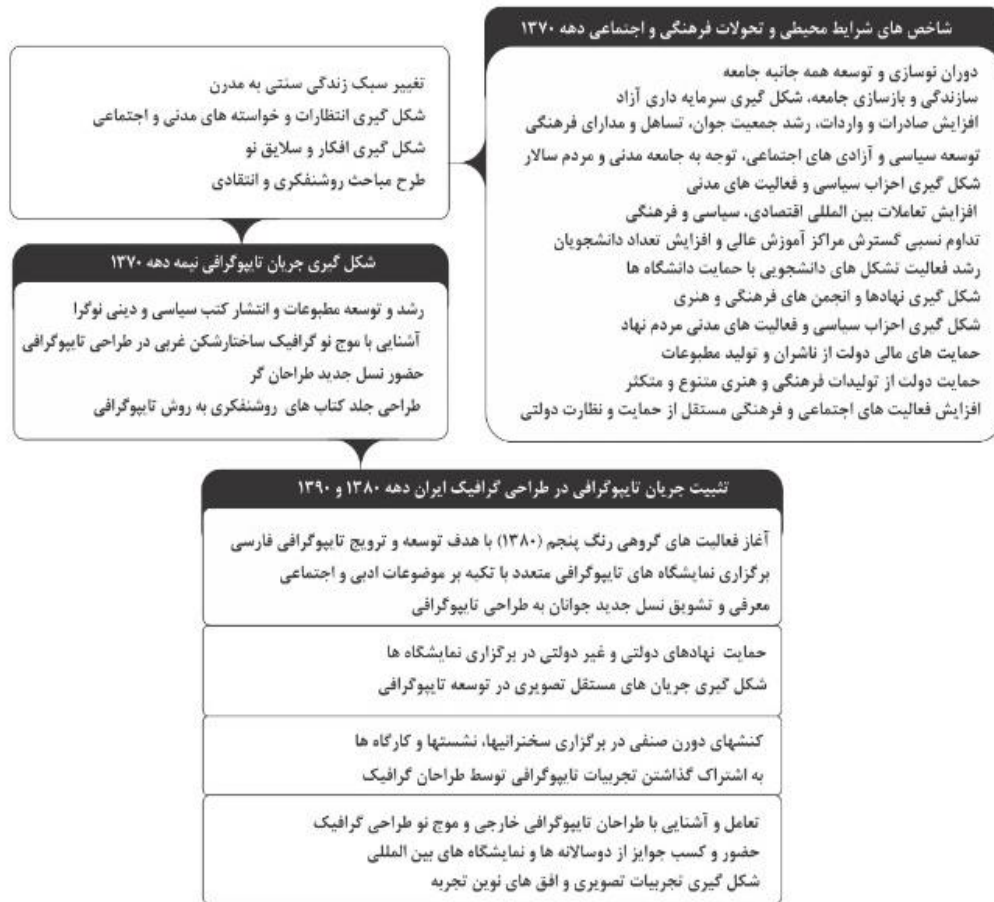 شاخص های شرایط محیطی و تحولات فرهنگی و اجتماعی دهه ۱۳۷۰
دوران نوسازی و توسعه همه جانبه جامعه
سازندگی و بازسازی جامعه، شکل گیری سرمایه داری آزاد
افزایش صادرات و واردات، رشد جمعیت جوان، تساهل و مدارای فرهنگی
توسعه سیاسی و آزادی های اجتماعی، توجه به جامعه مدنی و مردم سالار
شکل گیری احزاب سیاسی و فعالیت های مدنی
افزایش تعاملات بین المللی اقتصادی، سیاسی و فرهنگی
تداوم نسبی گسترش مراکز آموزش عالی و افزایش تعداد دانشجویان
رشد فعالیت تشکل های دانشجویی با حمایت دانشگاه ها
شکل گیری نهادها و انجمن های فرهنگی و هنری
شکل گیری احزاب سیاسی و فعالیت های مدنی مردم نهاد
حمایت های مالی دولت از ناشران و تولید مطبوعات
حمایت دولت از تولیدات فرهنگی و هنری متنوع و متکثر
افزایش فعالیت های اجتماعی و فرهنگی مستقل از حمایت و نظارت دولتی
تغییر سبک زندگی سنتی به مدرن
شکل گیری انتظارات و خواسته های مدنی و اجتماعی
شکل گیری افکار و سلایق نو
طرح مباحث روشنفکری و انتقادی
شکل گیری جریان تایپوگرافی نیمه دهه ۱۳۷۰
رشد و توسعه مطبوعات و انتشار کتب سیاسی و دینی نوگرا
آشنایی با موج نو گرافیک ساختارشکن غربی در طراحی تایپوگرافی
حضور نسل جدید طراحان گر
طراحی جلد کتاب های روشنفکری به روش تایپوگرافی
تثبیت جریان تایپوگرافی در طراحی گرافیک ایران دهه ۱۳۸۰ و ۱۳۹۰
آغاز فعالیت های گروهی رنگ پنجم (۱۳۸۰) با هدف توسعه و ترویج تایپوگرافی فارسی
برگزاری نمایشگاه های تایپوگرافی متعدد با تکیه بر موضوعات ادبی و اجتماعی
معرفی و تشویق نسل جدید جوانان به طراحی تایپوگرافی
حمایت نهادهای دولتی و غیر دولتی در برگزاری نمایشگاه ها
شکل گیری جریان های مستقل تصویری در توسعه تایپوگرافی
کنشهای دورن صنفی در برگزاری سخنرانیها، نشستها و کارگاه ها
به اشتراک گذاشتن تجربیات تایپوگرافی توسط طراحان گرافیک
تعامل و آشنایی با طراحان تایپوگرافی خارجی و موج نو طراحی گرافیک
حضور و کسب جوایز از دوسالانه ها و نمایشگاه های بین المللی
شکل گیری تجربیات تصویری و افق های نوین تجربه